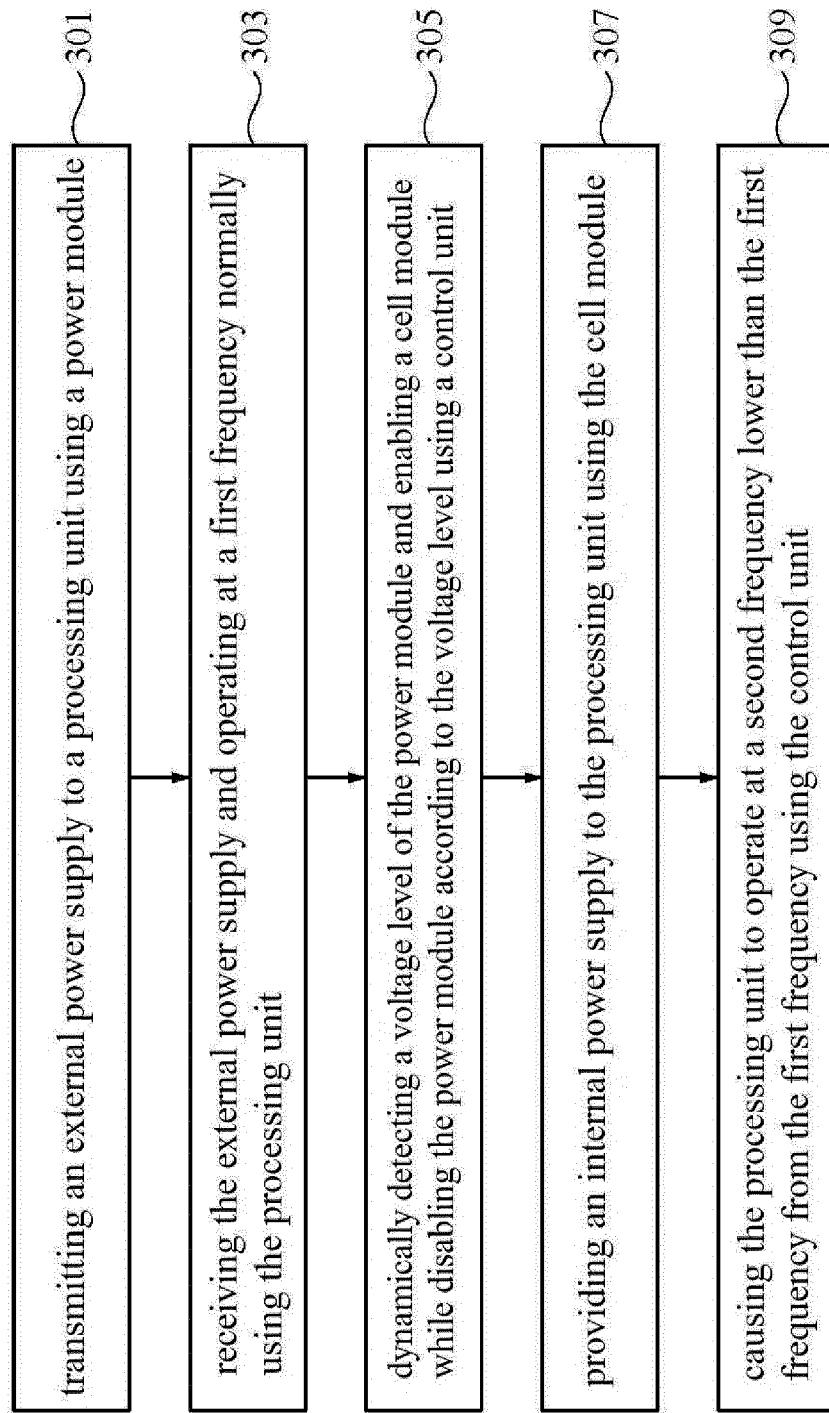 transmitting an external power supply to a processing unit using a power module
301
receiving the external power supply and operating at a first frequency normally
using the processing unit
303
dynamically detecting a voltage level of the power module and enabling a cell module
while disabling the power module according to the voltage level using a control unit
305
providing an internal power supply to the processing unit using the cell module
307
causing the processing unit to operate at a second frequency lower than the first
frequency from the first frequency using the control unit
309